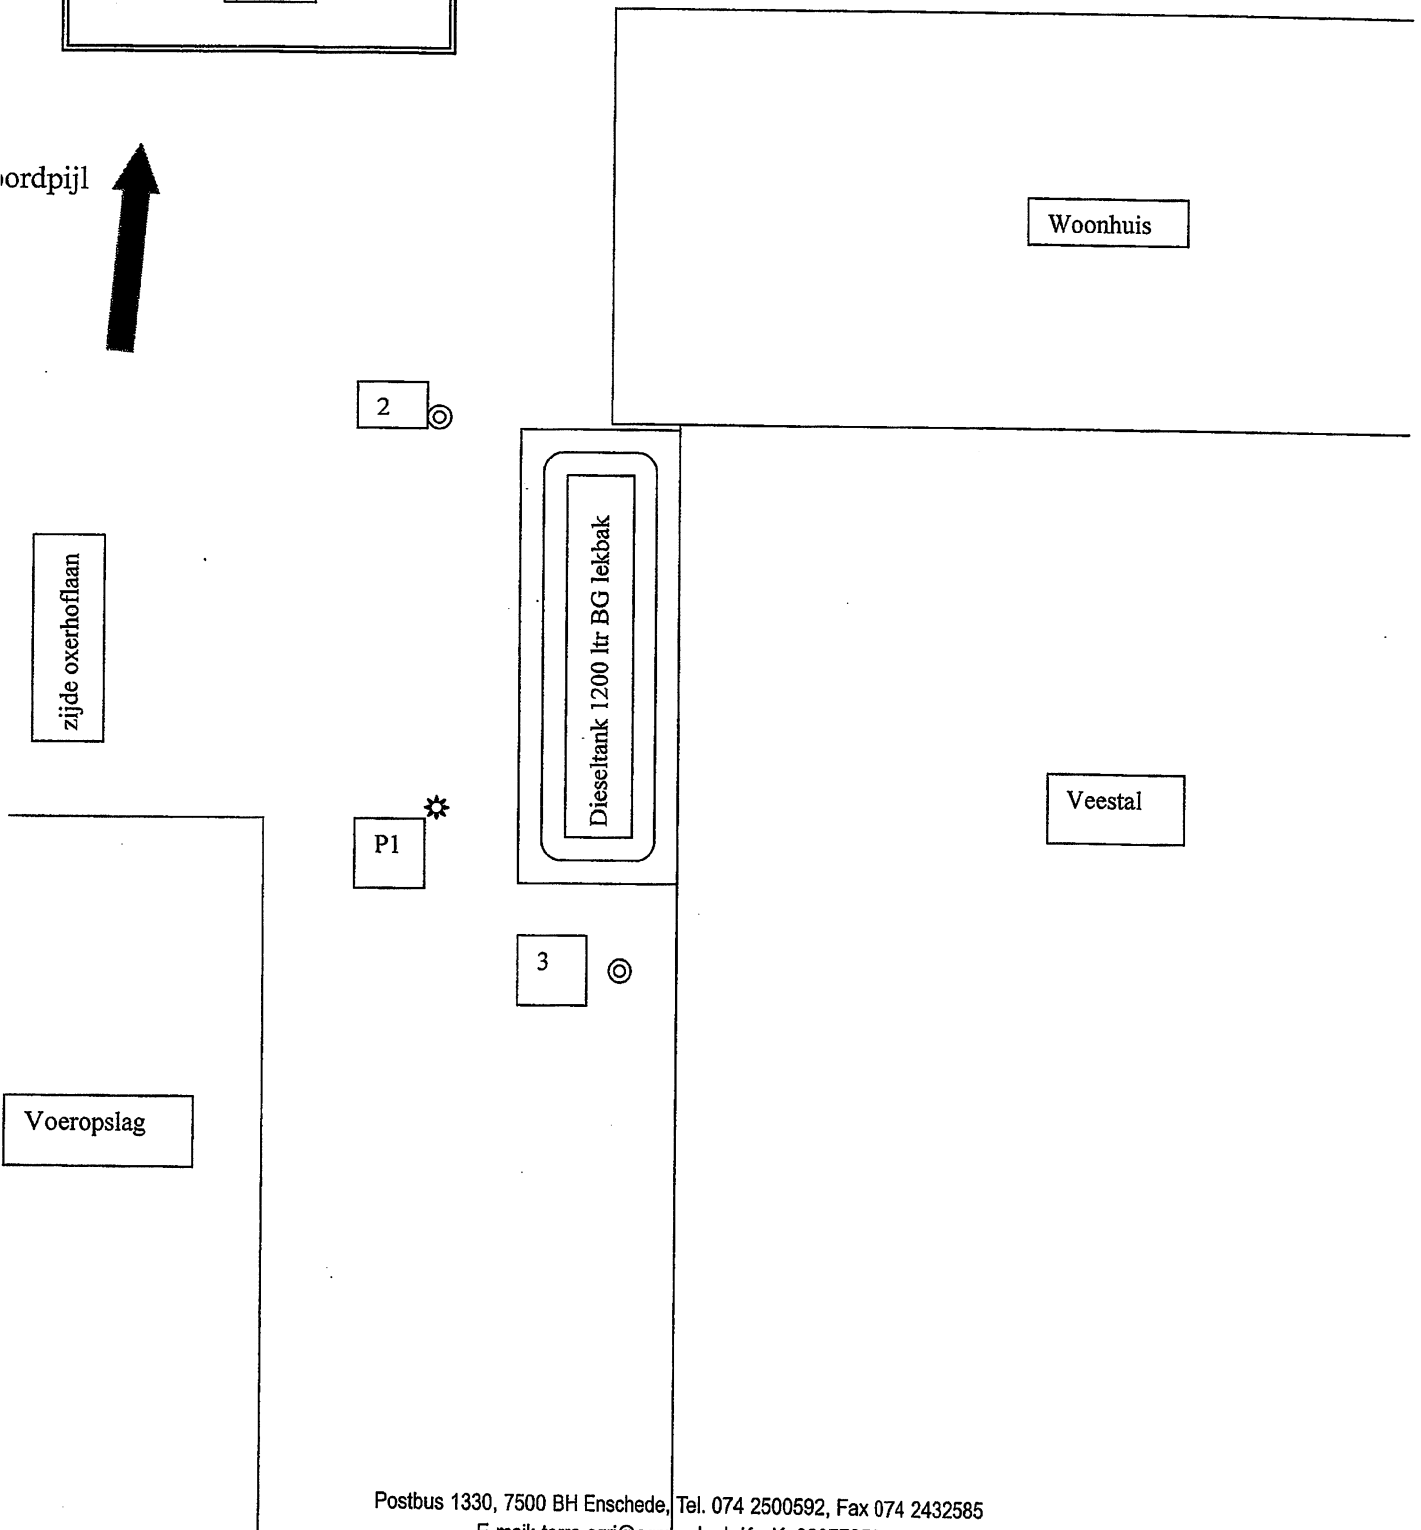 Woonhuis
2
Dieseltank 1200 ltr BG lekbak
zijde oxerhoflaan
P1
Veestal
3
Voeropslag
Postbus 1330, 7500 BH Enschede, Tel. 074 2500592, Fax 074 2432585